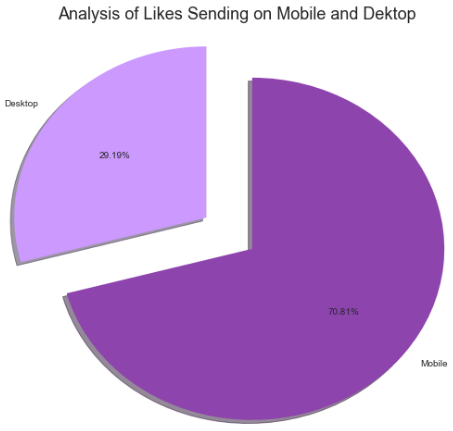 Analysis of Likes Sending on Mobile and Dektop
Desktop
29.19%
70.81%
Mobile